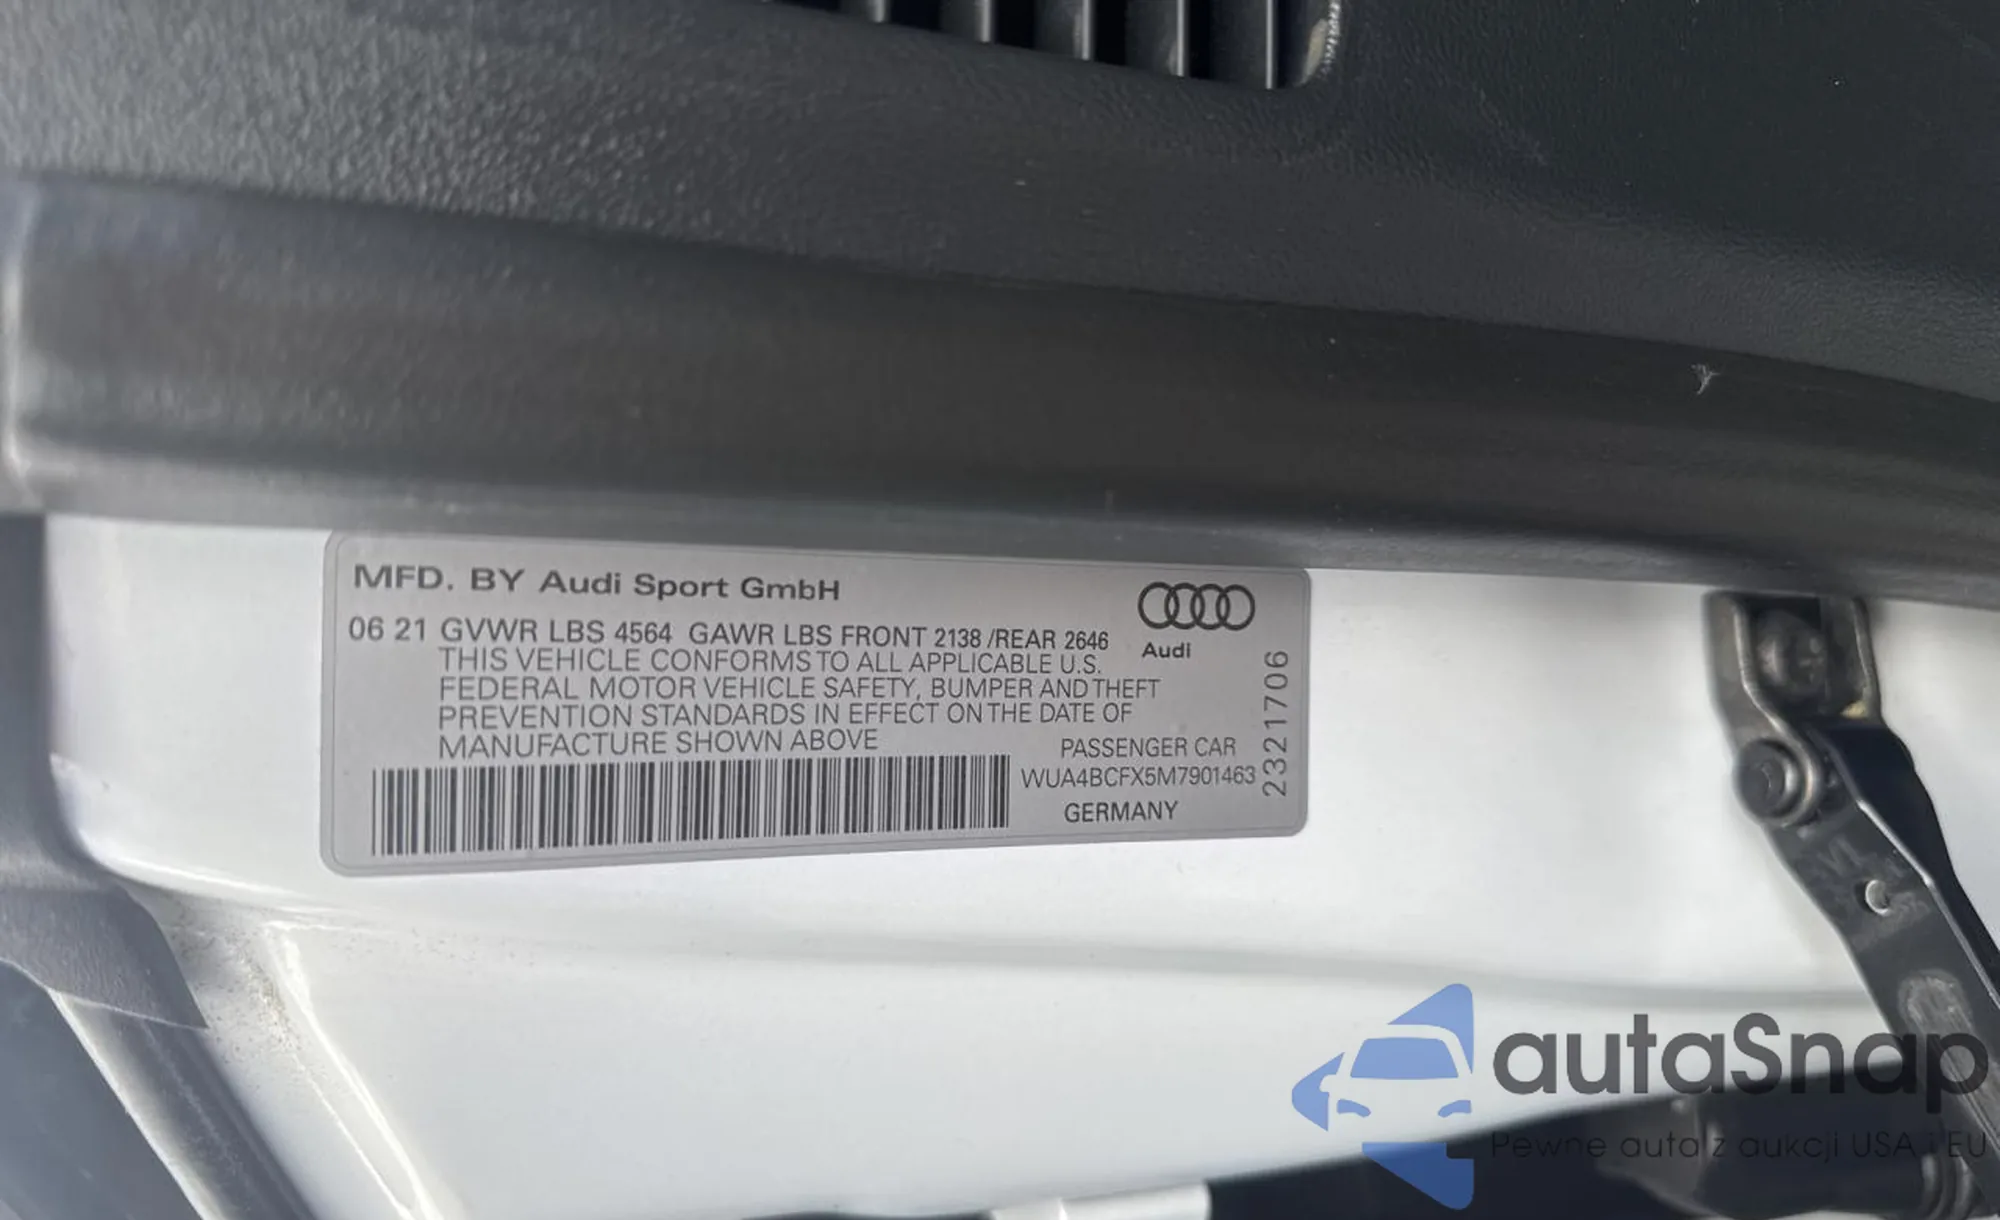 MFD. BY Audi Sport GmbH
06 21 GVWR LBS 4564 GAWR LBS FRONT 2138 /REAR 2646
THIS VEHICLE CONFORMS TO ALL APPLICABLE U.S.
FEDERAL MOTOR VEHICLE SAFETY, BUMPER AND THEFT
PREVENTION STANDARDS IN EFFECT ON THE DATE OF
MANUFACTURE SHOWN ABOVE
Audi
PASSENGER CAR
WUA4BCFX5M7901463
GERMANY
2321706
autaSnap
Pewne auta z aukcji USA i EU